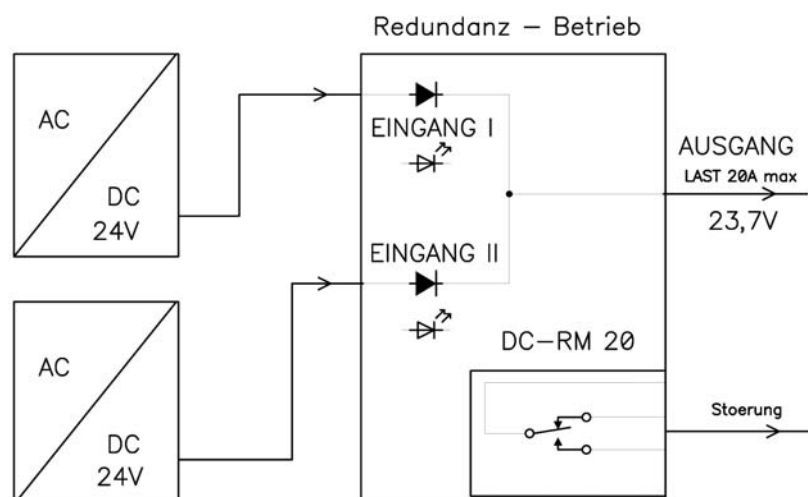 Redundanz - Betrieb
AC
DC
24V
EINGANG I
AUSGANG
LAST 20A max
23,7V
EINGANG II
AC
DC
24V
DC-RM 20
Stoerung